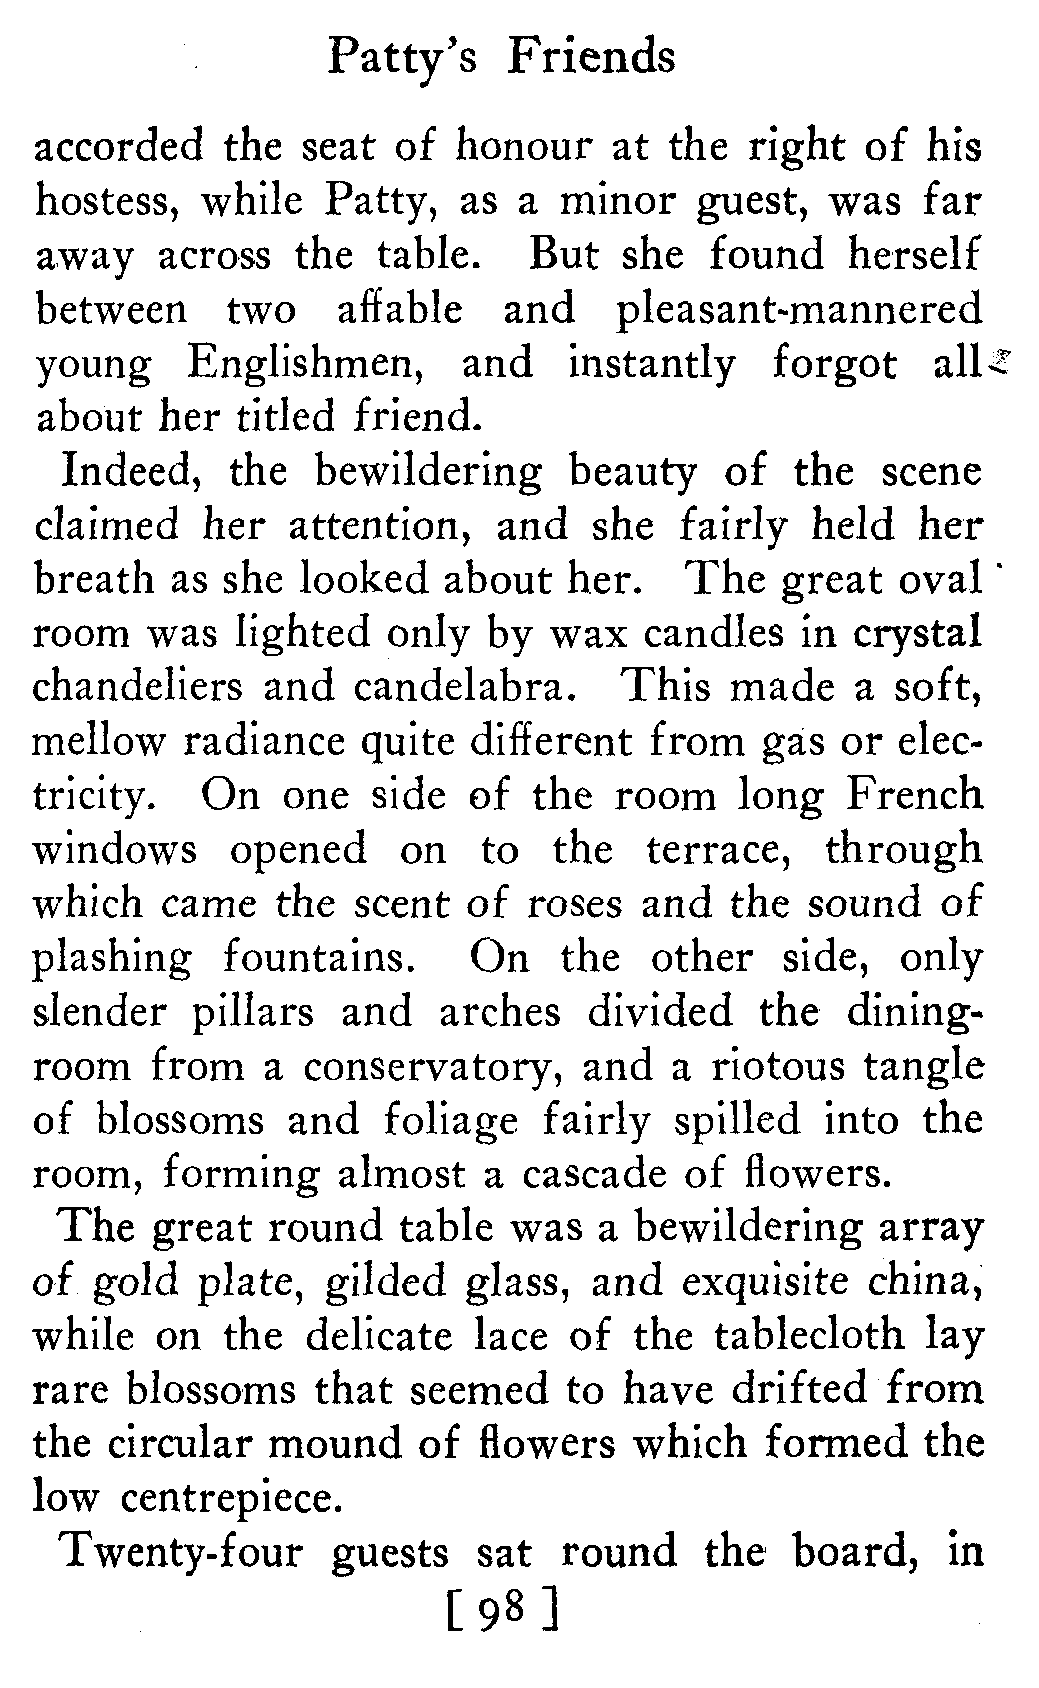 Patty's Friends
accorded the seat of honour at the right of his
hostess, while Patty, as a minor guest, was far
away across the table. But she found herself
between two affable and pleasant-mannered
young Englishmen, and instantly forgot all
about her titled friend.
Indeed, the bewildering beauty of the scene
claimed her attention, and she fairly held her
breath as she looked about her. The great oval
room was lighted only by wax candles in crystal
chandeliers and candelabra. This made a soft,
mellow radiance quite different from gas or elec-
tricity. On one side of the room long French
windows opened on to the terrace, through
which came the scent of roses and the sound of
plashing fountains. On the other side, only
slender pillars and arches divided the dining-
room from a conservatory, and a riotous tangle
of blossoms and foliage fairly spilled into the
room, forming almost a cascade of flowers.
The great round table was a bewildering array
of gold plate, gilded glass, and exquisite china,
while on the delicate lace of the tablecloth lay
rare blossoms that seemed to have drifted from
the circular mound of flowers which formed the
low centrepiece.
Twenty-four guests sat round the board, in
[ 98 ]